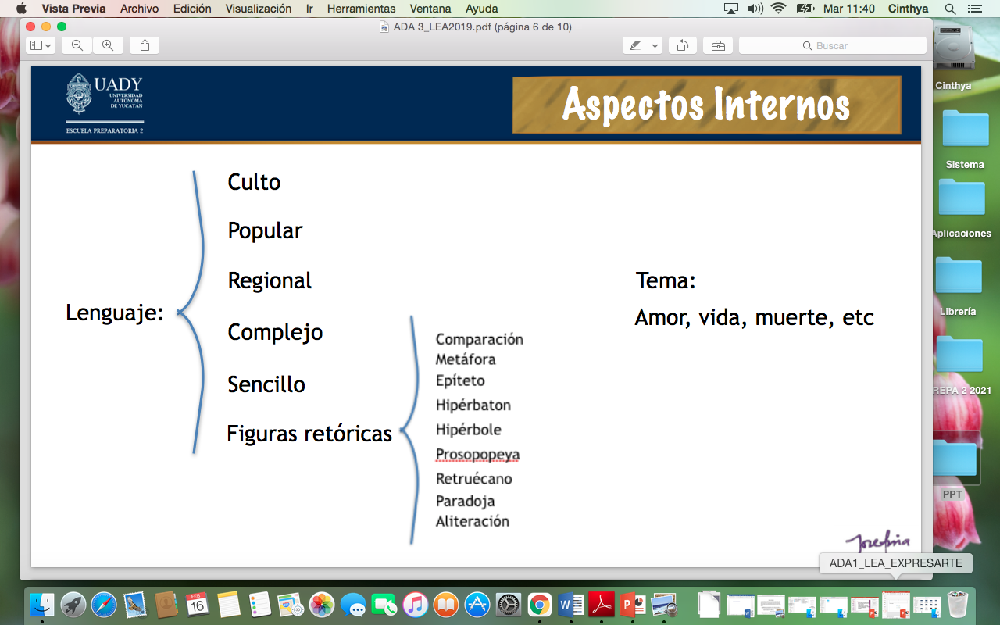 Vista Previa Archivo Edición Visualización Ir Herramientas Ventana Ayuda Mar 11:40 Cinthya
ADA 3_LEA2019.pdf (página 6 de 10)
Buscar
UADY
UNIVERSIDAD
AUTÓNOMA
DE YUCATÁN
ESCUELA PREPARATORIA 2
Aspectos Internos
Lenguaje:
Culto
Popular
Regional
Complejo
Sencillo
Figuras retóricas
Comparación
Metáfora
Epíteto
Hipérbaton
Hipérbole
Prosopopeya
Retruécano
Paradoja
Aliteración
Tema:
Amor, vida, muerte, etc
Josefina
ADA1_LEA_EXPRESARTE
Cinthya
Sistema
Aplicaciones
Librería
REPA 2 2021
PPT
FEB
16